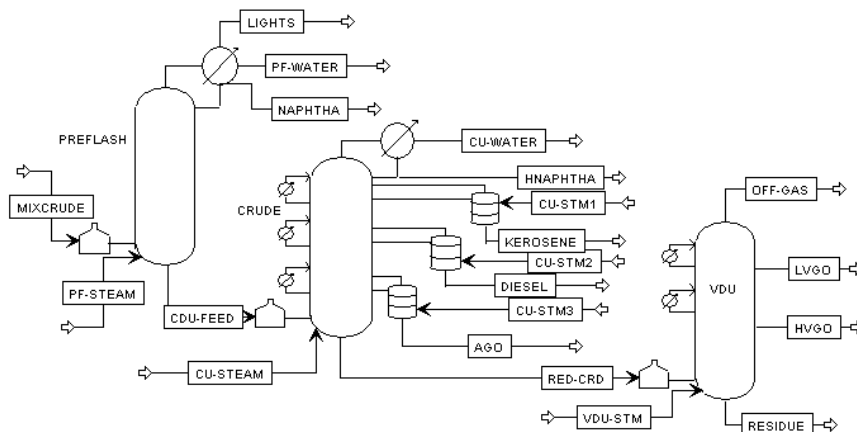 LIGHTS
PF-WATER
NAPHTHA
PREFLASH
MIXCRUDE
PF-STEAM
CDU-FEED
CU-STEAM
CRUDE
CU-WATER
HNAPHTHA
CU-STM1
KEROSENE
CU-STM2
DIESEL
CU-STM3
AGO
RED-CRD
VDU-STM
VDU
OFF-GAS
LVGO
HVGO
RESIDUE